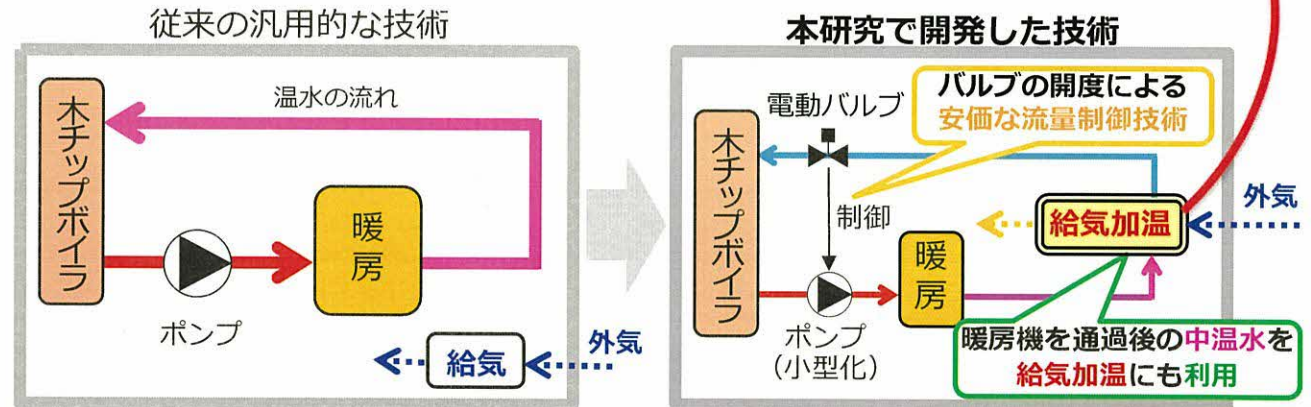 従来の汎用的な技術
木チップボイラ
温水の流れ
ポンプ
暖房
給気
外気
本研究で開発した技術
バルブの開度による
安価な流量制御技術
電動バルブ
木チップボイラ
制御
外気
給気加温
暖房
ポンプ
(小型化)
暖房機を通過後の中温水を
給気加温にも利用